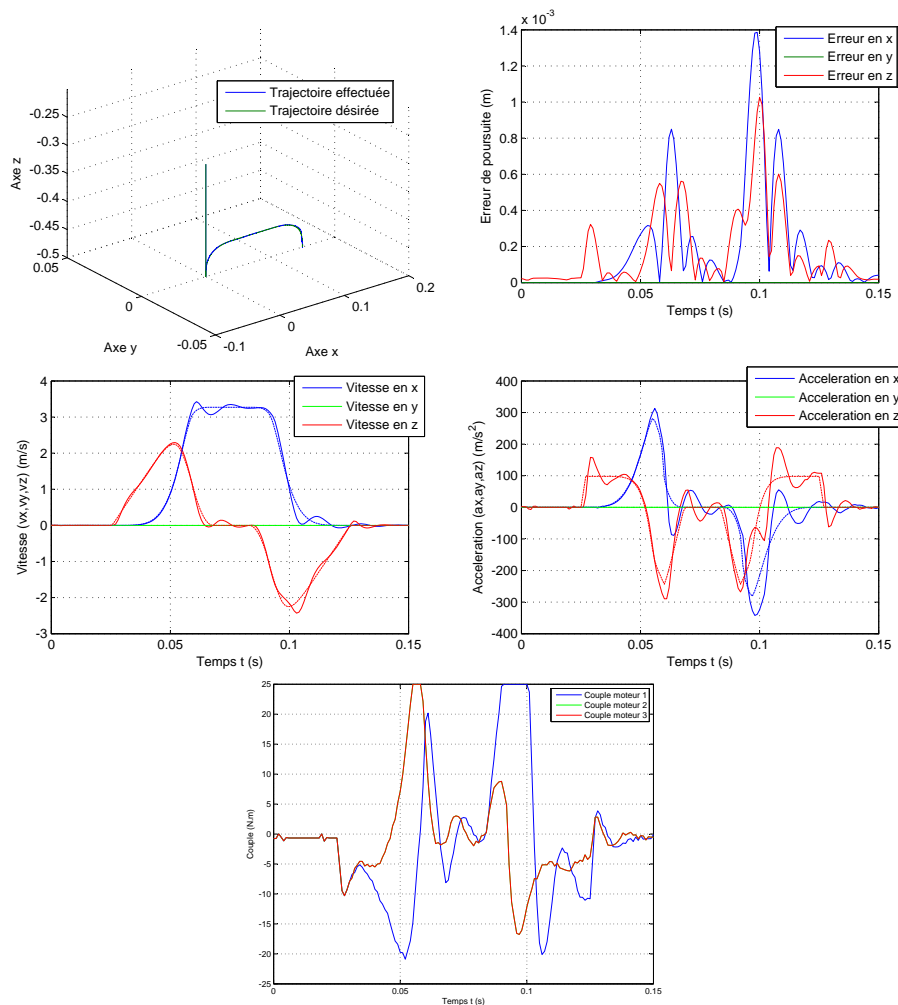 Trajectoire effectuée
Trajectoire désirée
-0.25
-0.3
-0.35
-0.4
-0.45
-0.5
Axe z
0.05
0
-0.05
Axe y
-0.1
0
0.1
0.2
Axe x
x 10⁻³
1.4
1.2
1
0.8
0.6
0.4
0.2
0
Erreur de poursuite (m)
Erreur en x
Erreur en y
Erreur en z
0
0.05
0.1
0.15
Temps t (s)
4
3
2
1
0
-1
-2
-3
Vitesse (vx,vy,vz) (m/s)
Vitesse en x
Vitesse en y
Vitesse en z
0
0.05
0.1
0.15
Temps t (s)
400
300
200
100
0
-100
-200
-300
-400
Acceleration (ax,ay,az) (m/s²)
Acceleration en x
Acceleration en y
Acceleration en z
0
0.05
0.1
0.15
Temps t (s)
25
20
15
10
5
0
-5
-10
-15
-20
-25
Couple (N.m)
Couple moteur 1
Couple moteur 2
Couple moteur 3
0
0.05
0.1
0.15
Temps t (s)